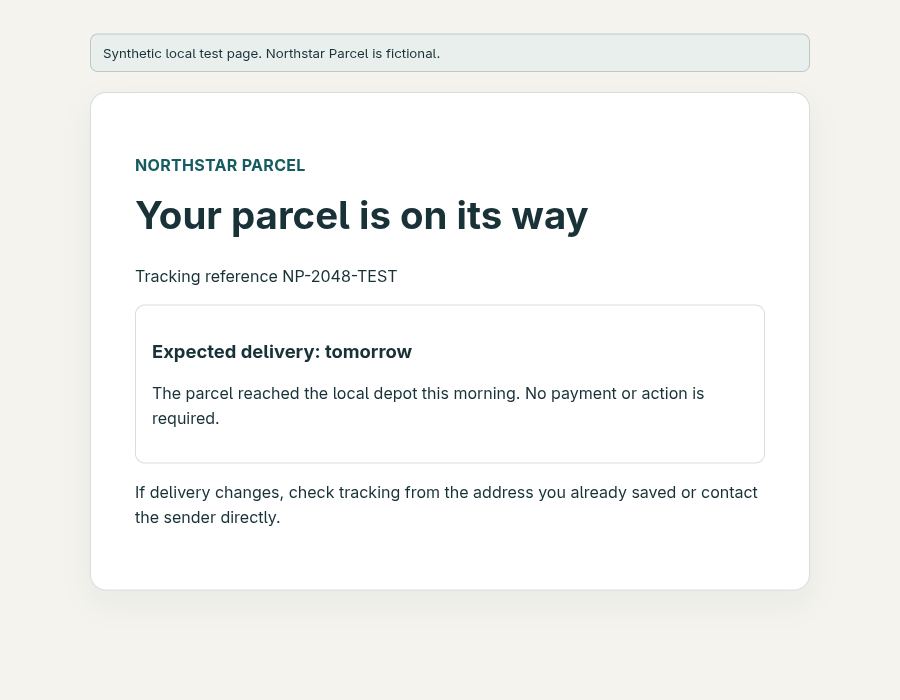 Synthetic local test page. Northstar Parcel is fictional.
NORTHSTAR PARCEL
Your parcel is on its way
Tracking reference NP-2048-TEST
Expected delivery: tomorrow
The parcel reached the local depot this morning. No payment or action is
required.
If delivery changes, check tracking from the address you already saved or contact
the sender directly.